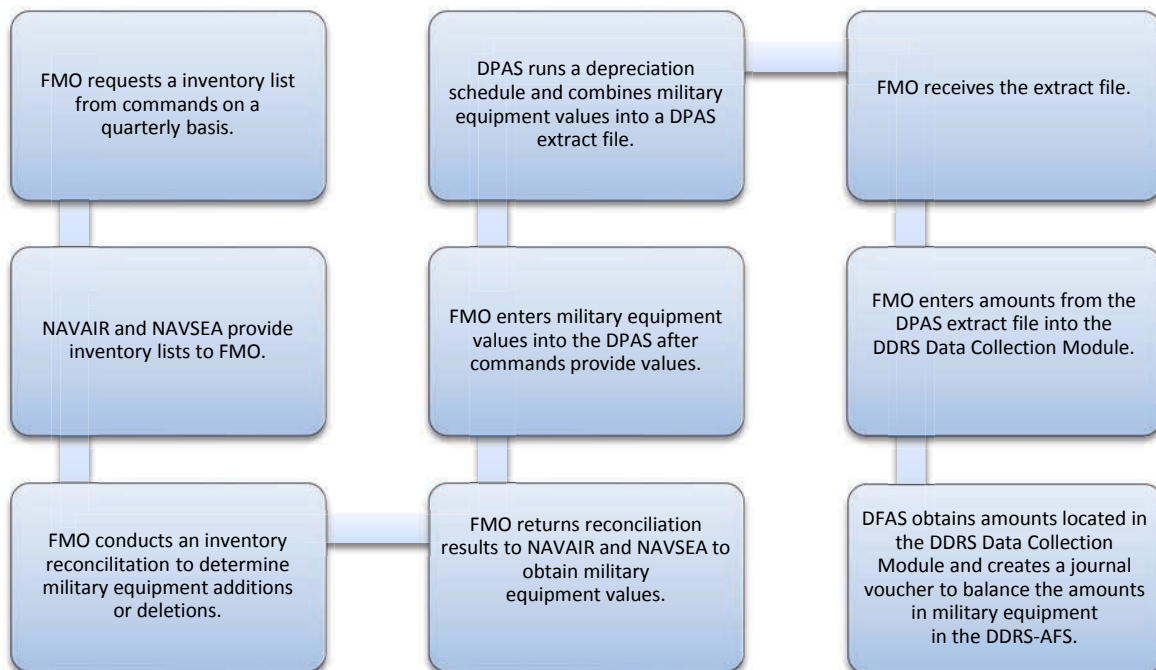 FMO requests a inventory list
from commands on a
quarterly basis.
NAVAIR and NAVSEA provide
inventory lists to FMO.
FMO conducts an inventory
reconcilitation to determine
military equipment additions
or deletions.
FMO returns reconciliation
results to NAVAIR and NAVSEA to
obtain military
equipment values.
FMO enters military equipment
values into the DPAS after
commands provide values.
DPAS runs a depreciation
schedule and combines military
equipment values into a DPAS
extract file.
FMO receives the extract file.
FMO enters amounts from the
DPAS extract file into the
DDRS Data Collection Module.
DFAS obtains amounts located in
the DDRS Data Collection
Module and creates a journal
voucher to balance the amounts
in military equipment
in the DDRS-AFS.